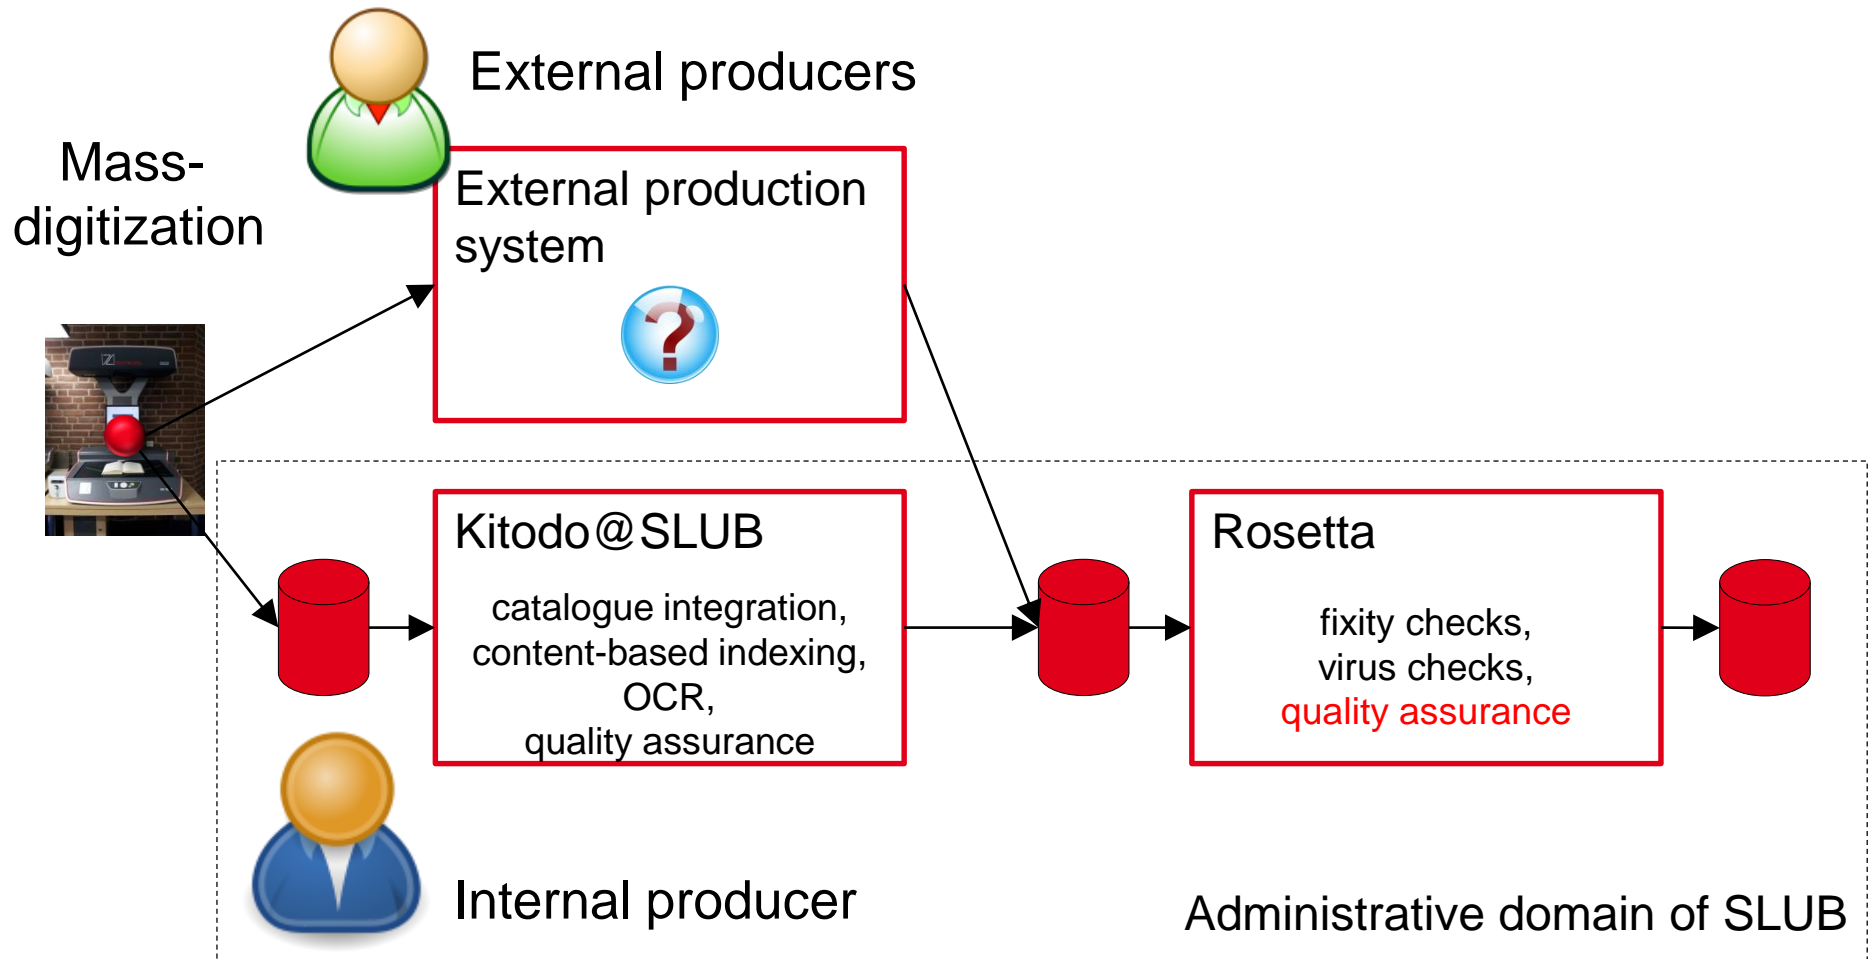 External producers
Mass-
digitization
External production
system
?
Kitodo@SLUB
catalogue integration,
content-based indexing,
OCR,
quality assurance
Rosetta
fixity checks,
virus checks,
quality assurance
Internal producer
Administrative domain of SLUB